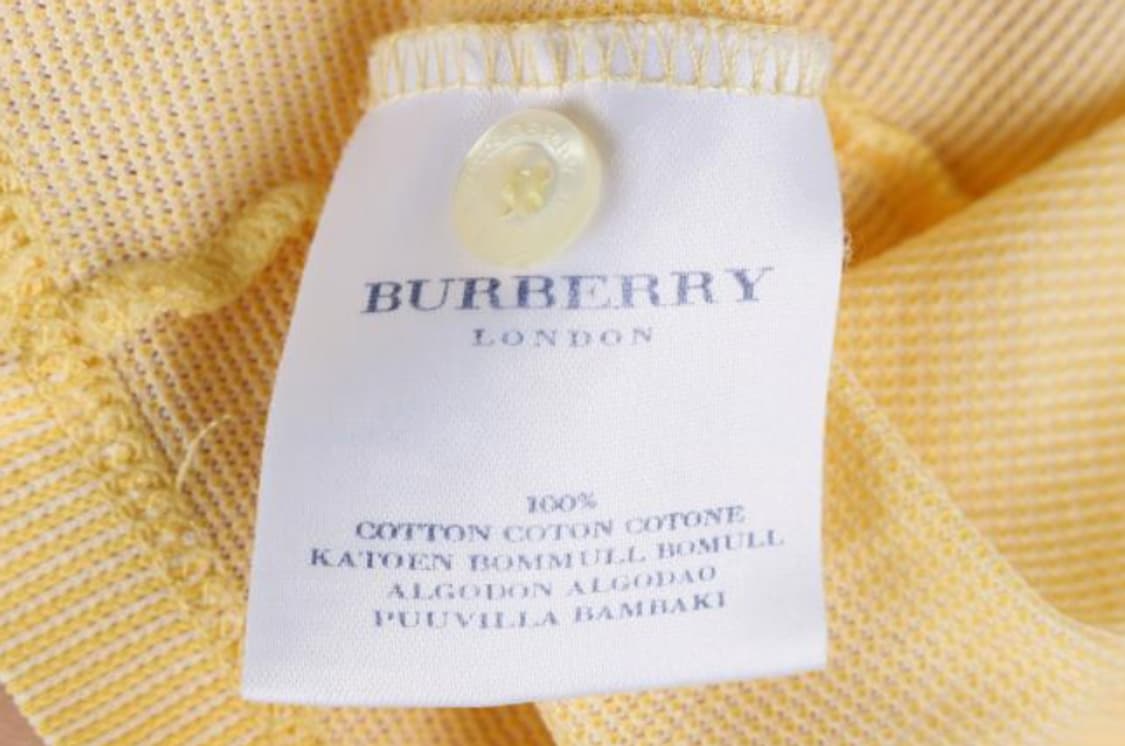 BURBERRY
LONDON
100%
COTTON COTON COTONE
KATOEN BOMMULL BOMULL
ALGODON ALGODAO
PUUVILLA BAMBAKI